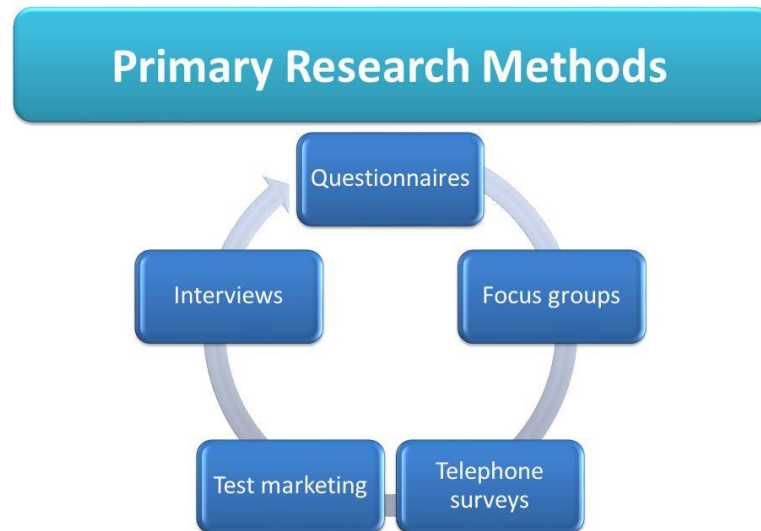 Primary Research Methods
Questionnaires
Focus groups
Telephone
surveys
Test marketing
Interviews